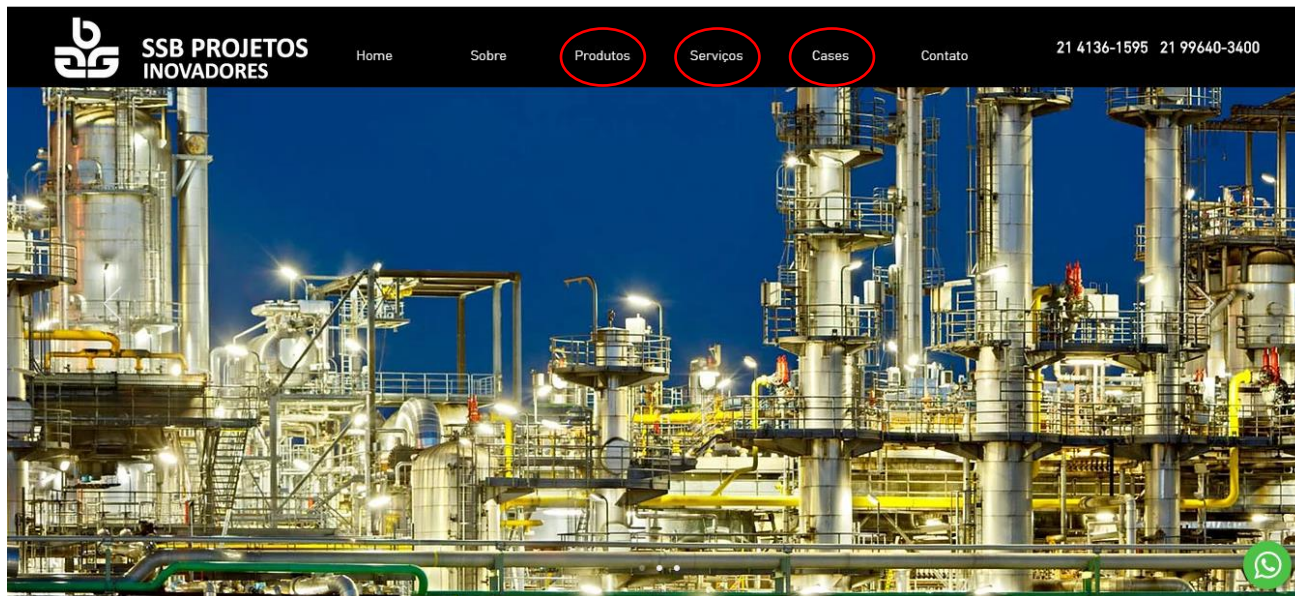 SSB PROJETOS
INOVADORES
Home Sobre Produtos Serviços Cases Contato
21 4136-1595 21 99640-3400